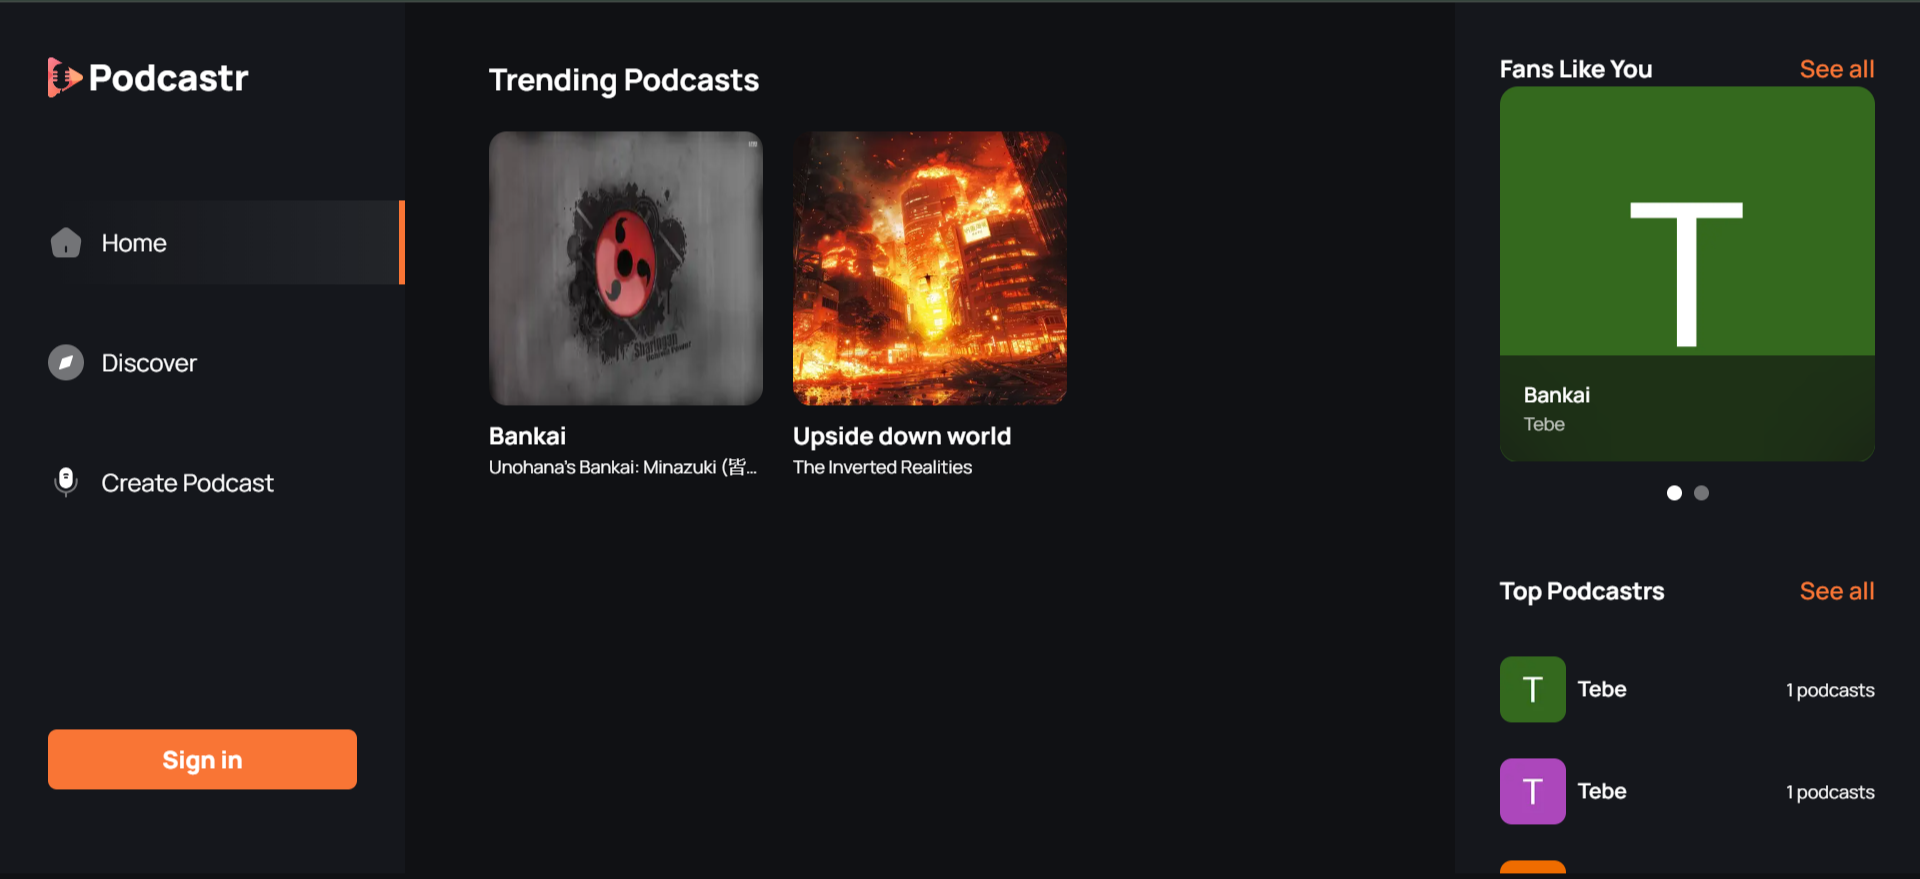 Podcastr
Home
Discover
Create Podcast
Sign in
Trending Podcasts
Sharingan
Bankai
Unohana's Bankai: Minazuki (皆...
Upside down world
The Inverted Realities
Fans Like You
See all
T
Bankai
Tebe
Top Podcastrs
See all
T
Tebe
1 podcasts
T
Tebe
1 podcasts